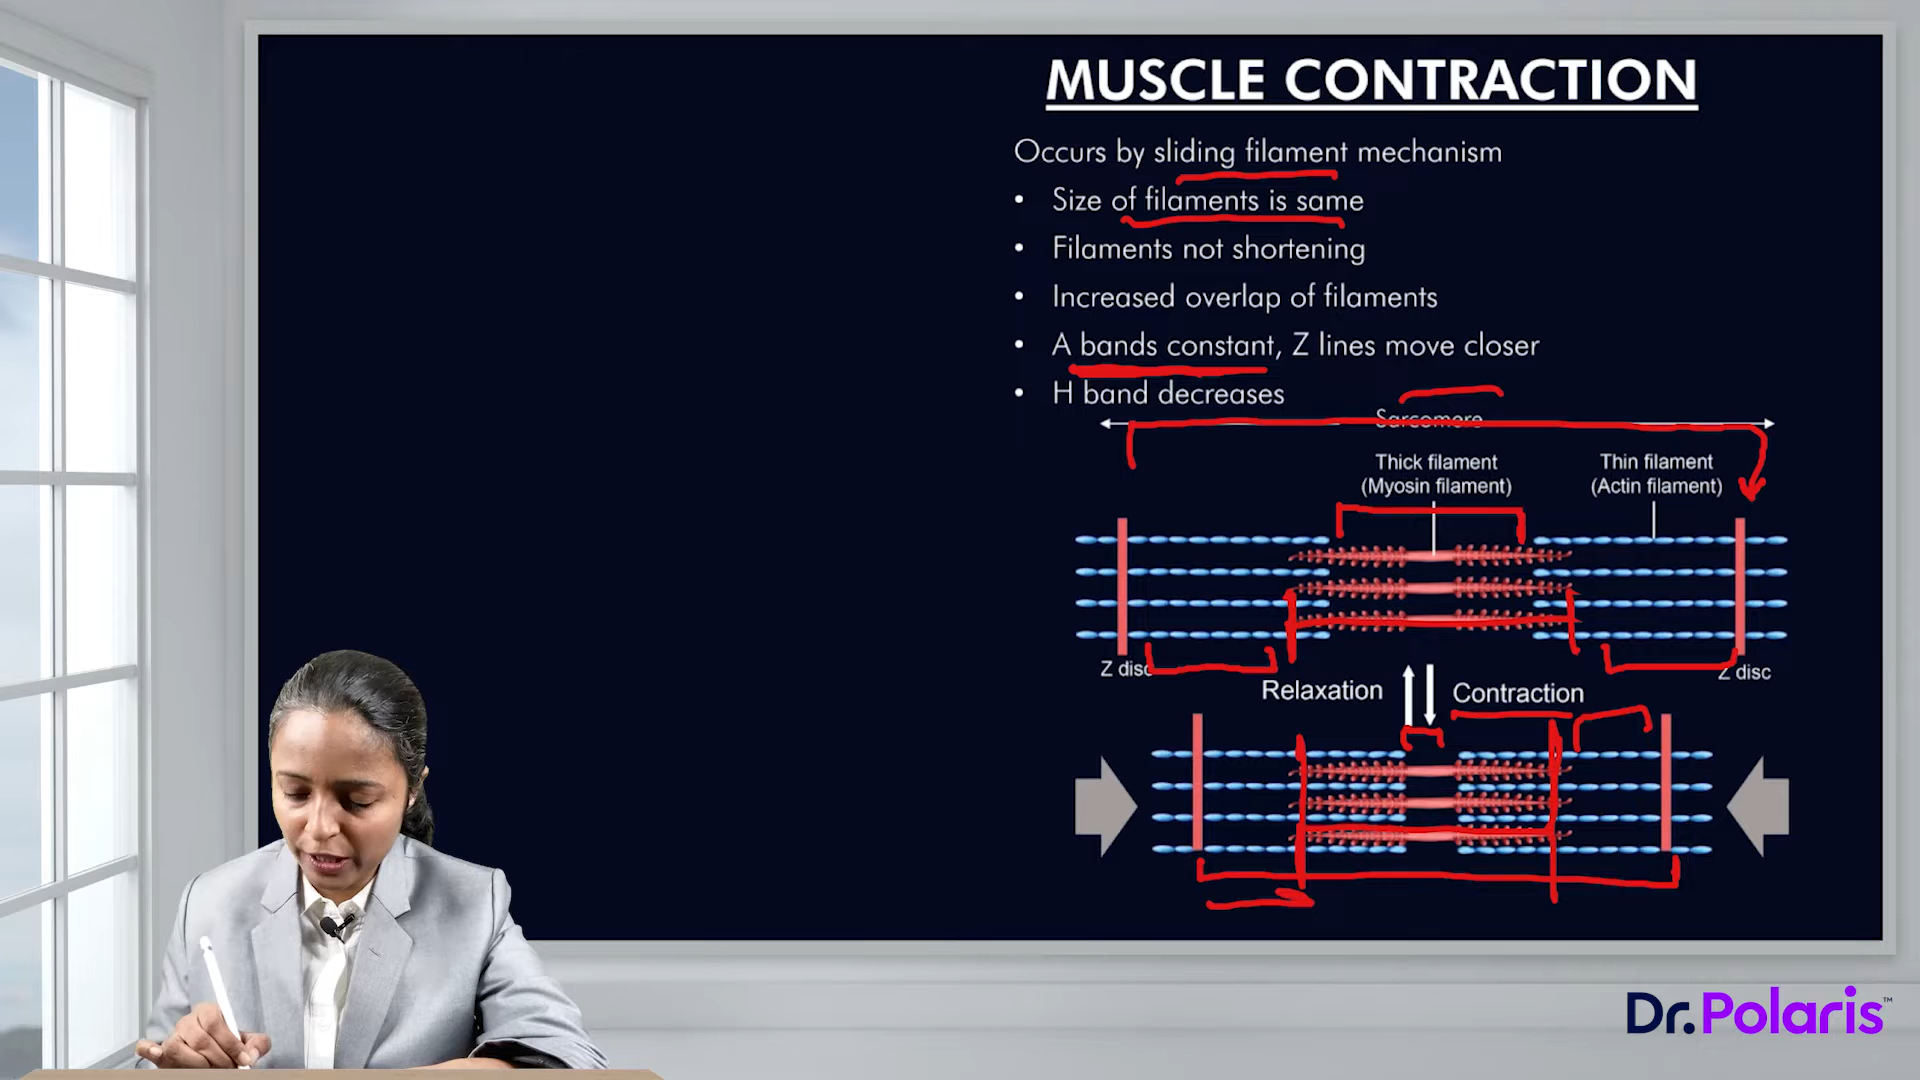 MUSCLE CONTRACTION
Occurs by sliding filament mechanism
• Size of filaments is same
• Filaments not shortening
• Increased overlap of filaments
• A bands constant, Z lines move closer
• H band decreases
Sarcomere
Thick filament
(Myosin filament)
Thin filament
(Actin filament)
Z disc
Z disc
Relaxation
Contraction
Dr.Polaris™